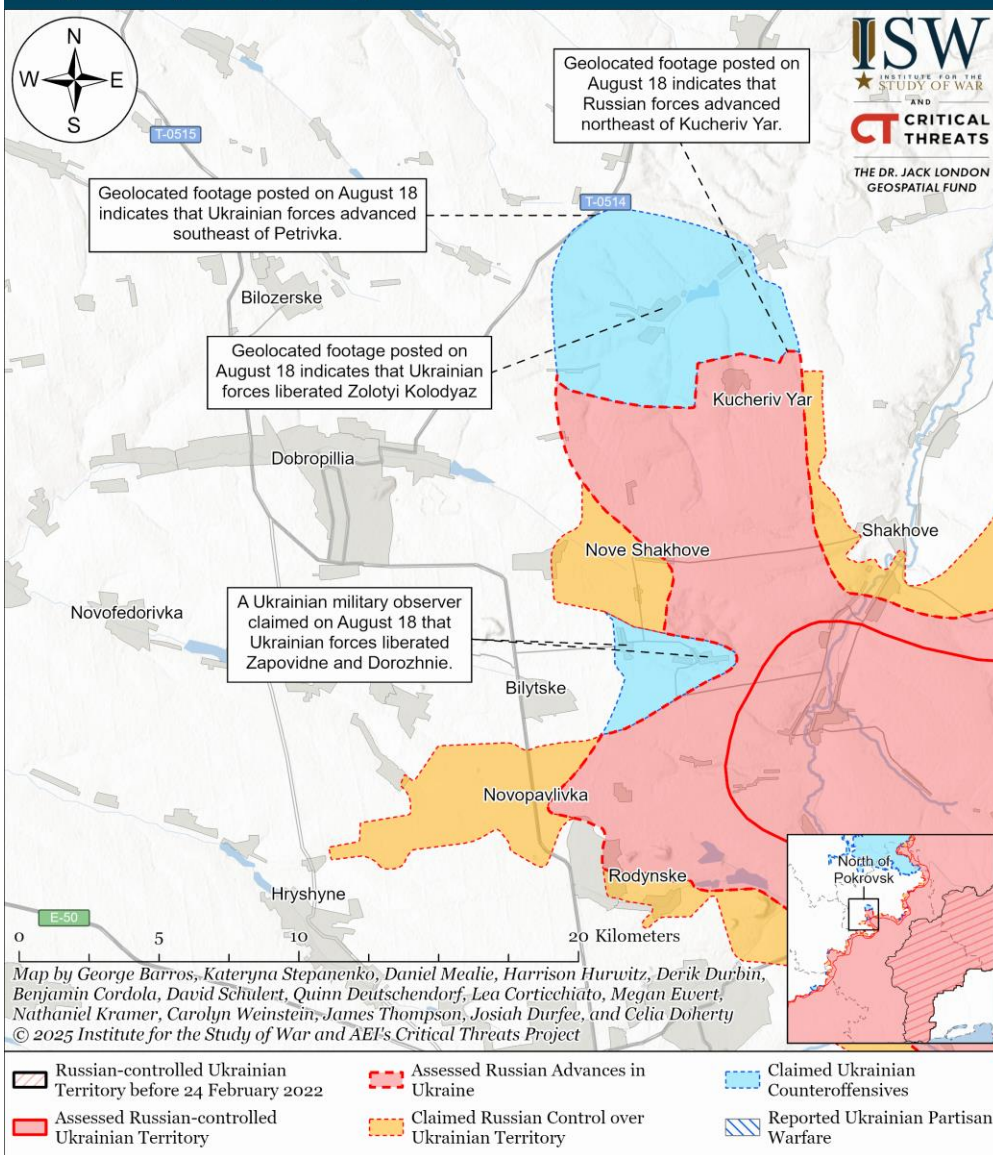 N
W E
S
ISW
INSTITUTE FOR THE
STUDY OF WAR
AND
CT CRITICAL
THREATS
THE DR. JACK LONDON
GEOSPATIAL FUND
Geolocated footage posted on
August 18 indicates that
Russian forces advanced
northeast of Kucheriv Yar.
T-0515
Geolocated footage posted on August 18
indicates that Ukrainian forces advanced
southeast of Petrivka.
T-0514
Bilozerske
Geolocated footage posted on
August 18 indicates that Ukrainian
forces liberated Zolotyi Kolodyaz
Kucheriv Yar
Dobropillia
Shakhove
Nove Shakhove
A Ukrainian military observer
claimed on August 18 that
Ukrainian forces liberated
Zapovidne and Dorozhnie.
Novofedorivka
Bilytske
Novopavlivka
Rodynske
Hryshyne
North of
Pokrovsk
E-50
0 5 10 20 Kilometers
Map by George Barros, Kateryna Stepanenko, Daniel Mealie, Harrison Hurwitz, Derik Durbin,
Benjamin Cordola, David Schulert, Quinn Deutschendorf, Lea Corticchiato, Megan Ewert,
Nathaniel Kramer, Carolyn Weinstein, James Thompson, Josiah Durfee, and Celia Doherty
© 2025 Institute for the Study of War and AEI's Critical Threats Project
Russian-controlled Ukrainian
Territory before 24 February 2022
Assessed Russian Advances in
Ukraine
Claimed Ukrainian
Counteroffensives
Assessed Russian-controlled
Ukrainian Territory
Claimed Russian Control over
Ukrainian Territory
Reported Ukrainian Partisan
Warfare